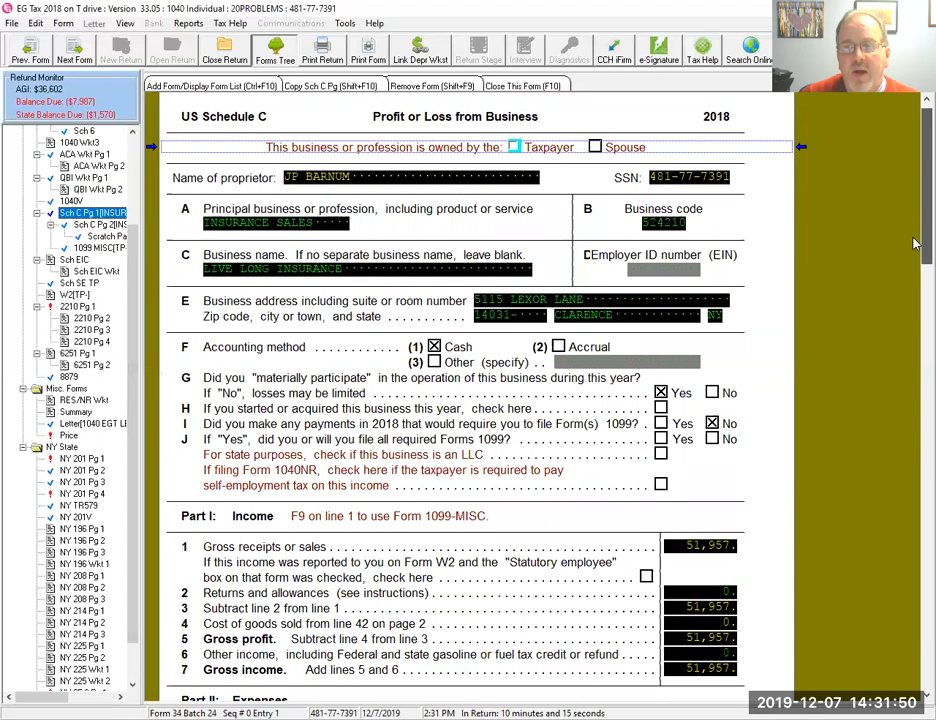 EG Tax 2018 on T drive : Version : 33.05 : 1040 Individual : 20PROBLEMS : 481-77-7391
File Edit Form Letter View Bank Reports Tax Help Communications Tools Help
Prev. Form Next Form New Return Open Return Close Return Forms Tree Print Return Print Form Link Depr Wkst Return Stage Interview Diagnostics CCH iFirm e-Signature Tax Help Search Online
Refund Monitor
AGI: $36,602
Balance Due: ($7,987)
State Balance Due: ($1,570)
Add Form/Display Form List (Ctrl+F10) Copy Sch C Pg (Shift+F10) Remove Form (Shift+F9) Close This Form (F10)
Sch 6
1040 Wkt3
ACA Wkt Pg 1
ACA Wkt Pg 2
QBI Wkt Pg 1
QBI Wkt Pg 2
1040V
Sch C Pg 1[INSUR
Sch C Pg 2[INS
Scratch Pa
1099 MISC[TP-
Sch EIC
Sch EIC Wkt
Sch SE TP
W2[TP-]
2210 Pg 1
2210 Pg 2
2210 Pg 3
2210 Pg 4
6251 Pg 1
6251 Pg 2
8879
Misc. Forms
RES/NR Wkt
Summary
Letter[1040 EGT LE
Price
NY State
NY 201 Pg 1
NY 201 Pg 2
NY 201 Pg 3
NY 201 Pg 4
NY TR579
NY 201V
NY 196 Pg 1
NY 196 Pg 2
NY 196 Pg 3
NY 196 Wkt 1
NY 208 Pg 1
NY 208 Pg 2
NY 208 Pg 3
NY 214 Pg 1
NY 214 Pg 2
NY 225 Pg 1
NY 225 Pg 2
NY 225 Wkt 1
NY 225 Wkt 2
US Schedule C Profit or Loss from Business 2018
This business or profession is owned by the: Taxpayer Spouse
Name of proprietor: JP BARNUM SSN: 481-77-7391
A Principal business or profession, including product or service B Business code
INSURANCE SALES 524210
C Business name. If no separate business name, leave blank. D Employer ID number (EIN)
LIVE LONG INSURANCE
E Business address including suite or room number 5115 LEXOR LANE
Zip code, city or town, and state 14031- CLARENCE NY
F Accounting method (1) X Cash (2) Accrual
(3) Other (specify)
G Did you "materially participate" in the operation of this business during this year?
If "No", losses may be limited X Yes No
H If you started or acquired this business this year, check here
I Did you make any payments in 2018 that would require you to file Form(s) 1099? Yes X No
J If "Yes", did you or will you file all required Forms 1099? Yes No
For state purposes, check if this business is an LLC
If filing Form 1040NR, check here if the taxpayer is required to pay
self-employment tax on this income
Part I: Income F9 on line 1 to use Form 1099-MISC.
1 Gross receipts or sales 51,957.
If this income was reported to you on Form W2 and the "Statutory employee"
box on that form was checked, check here
2 Returns and allowances (see instructions) 0.
3 Subtract line 2 from line 1 51,957.
4 Cost of goods sold from line 42 on page 2 0.
5 Gross profit. Subtract line 4 from line 3 51,957.
6 Other income, including Federal and state gasoline or fuel tax credit or refund 0.
7 Gross income. Add lines 5 and 6 51,957.
Part II: Expenses
Form 34 Batch 24 Seq # 0 Entry 1 481-77-7391 12/7/2019 2:31 PM In Return: 10 minutes and 15 seconds
2019-12-07 14:31:50